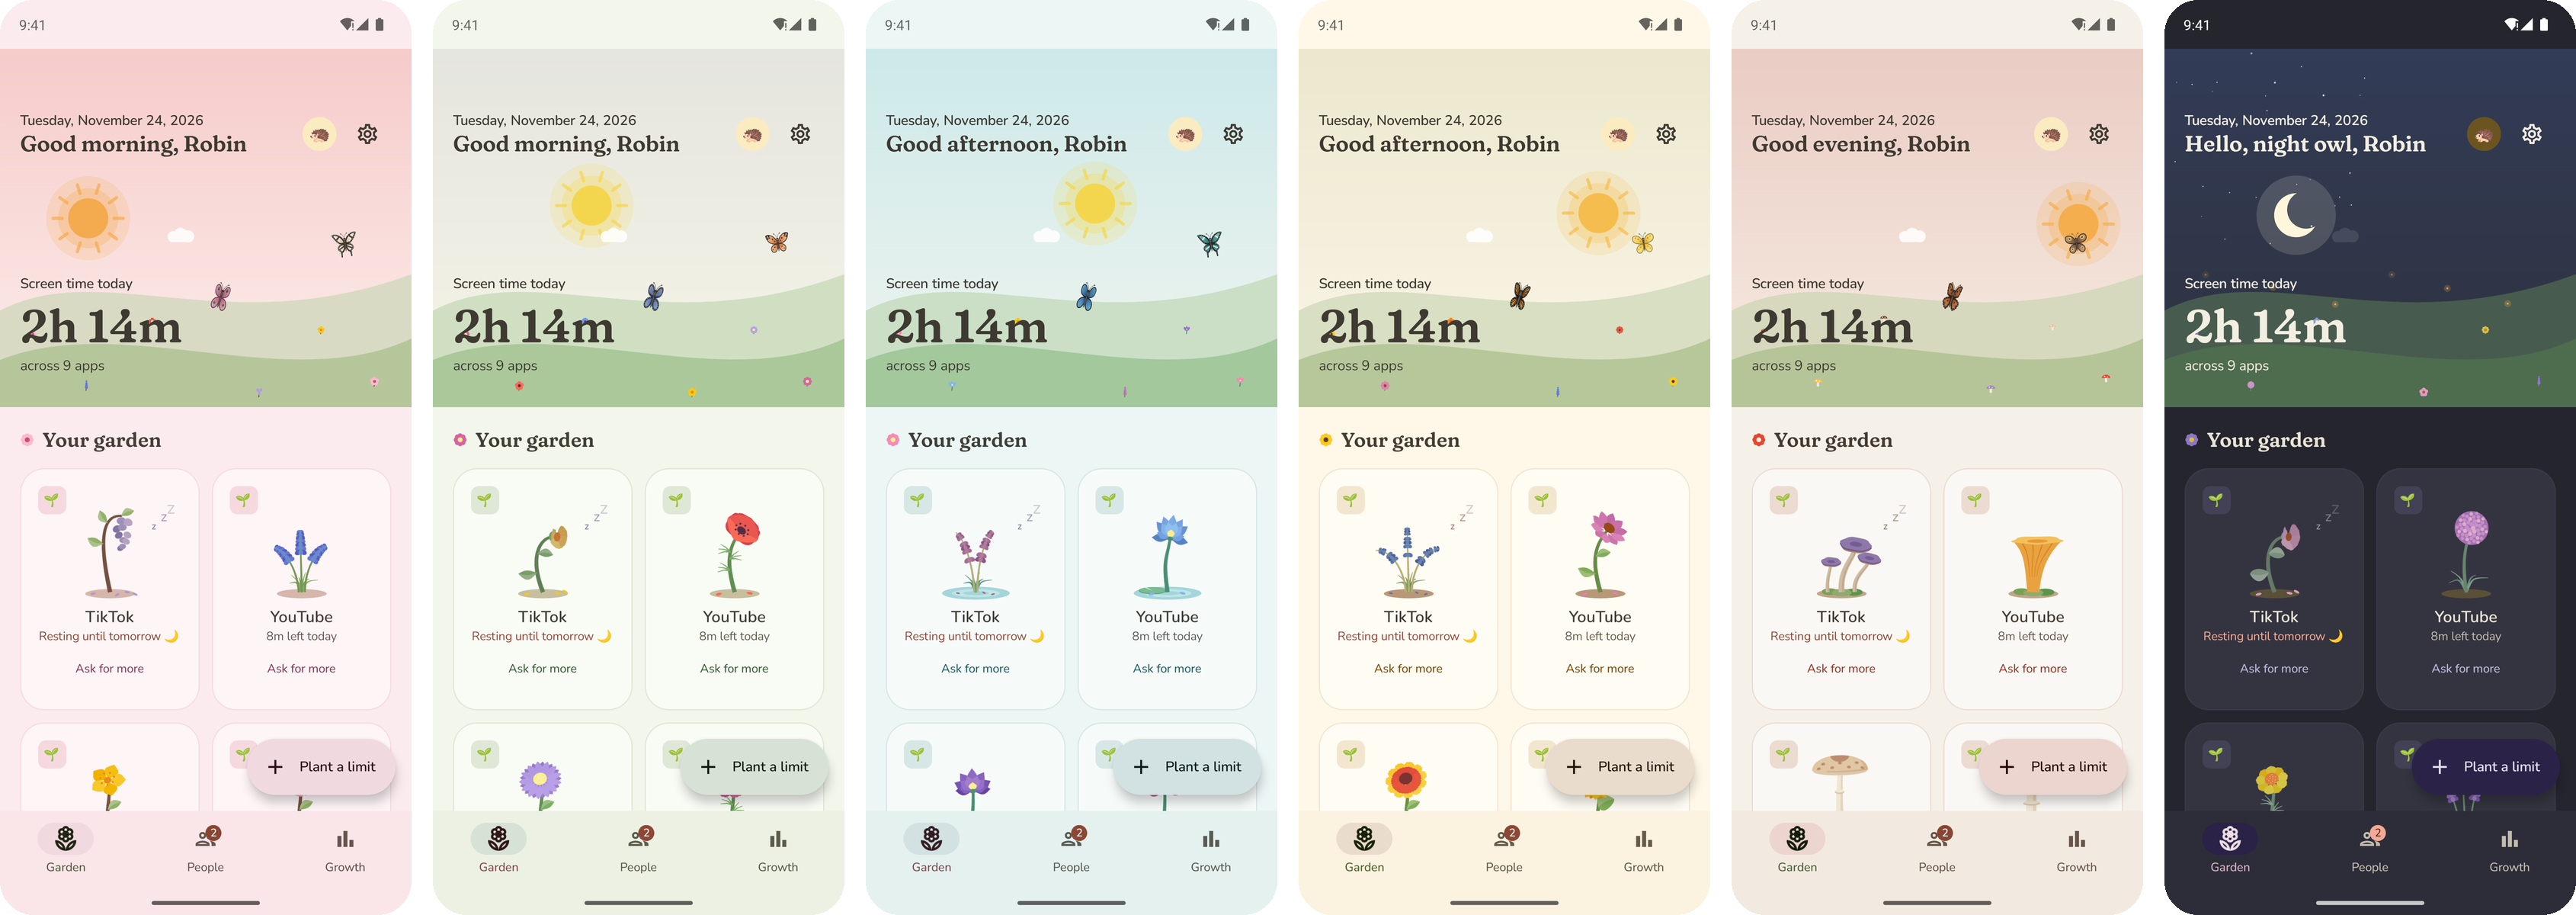 9:41
Tuesday, November 24, 2026
Good morning, Robin
Screen time today
2h 14m
across 9 apps
Your garden
z z Z
TikTok
Resting until tomorrow 🌙
Ask for more
YouTube
8m left today
Ask for more
+ Plant a limit
2
Garden
People
Growth
9:41
Tuesday, November 24, 2026
Good morning, Robin
Screen time today
2h 14m
across 9 apps
Your garden
z z Z
TikTok
Resting until tomorrow 🌙
Ask for more
YouTube
8m left today
Ask for more
+ Plant a limit
2
Garden
People
Growth
9:41
Tuesday, November 24, 2026
Good afternoon, Robin
Screen time today
2h 14m
across 9 apps
Your garden
z z Z
TikTok
Resting until tomorrow 🌙
Ask for more
YouTube
8m left today
Ask for more
+ Plant a limit
2
Garden
People
Growth
9:41
Tuesday, November 24, 2026
Good afternoon, Robin
Screen time today
2h 14m
across 9 apps
Your garden
z z Z
TikTok
Resting until tomorrow 🌙
Ask for more
YouTube
8m left today
Ask for more
+ Plant a limit
2
Garden
People
Growth
9:41
Tuesday, November 24, 2026
Good evening, Robin
Screen time today
2h 14m
across 9 apps
Your garden
z z Z
TikTok
Resting until tomorrow 🌙
Ask for more
YouTube
8m left today
Ask for more
+ Plant a limit
2
Garden
People
Growth
9:41
Tuesday, November 24, 2026
Hello, night owl, Robin
Screen time today
2h 14m
across 9 apps
Your garden
z z Z
TikTok
Resting until tomorrow 🌙
Ask for more
YouTube
8m left today
Ask for more
+ Plant a limit
2
Garden
People
Growth